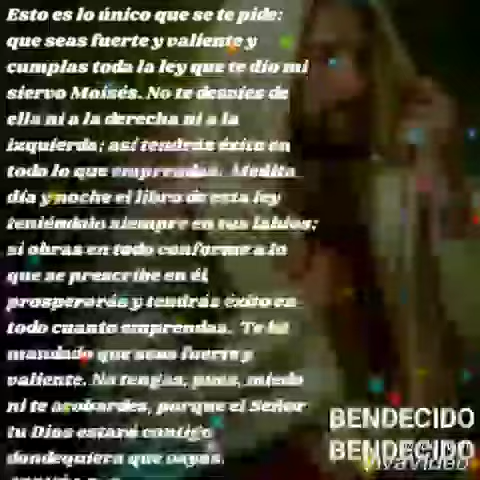 Esto es lo único que se te pide:
que seas fuerte y valiente y
cumplas toda la ley que te dio mi
siervo Moisés. No te desvíes de
ella ni a la derecha ni a la
izquierda; así tendrás éxito en
todo lo que emprendas. Medita
día y noche el libro de esta ley
teniéndolo siempre en tus labios;
si obras en todo conforme a lo
que se prescribe en él,
prosperarás y tendrás éxito en
todo cuanto emprendas. Te he
mandado que seas fuerte y
valiente. No tengas, pues, miedo
ni te acobardes, porque el Señor
tu Dios estará contigo
dondequiera que vayas.
BENDECIDO
BENDECIDO
VivaVideo